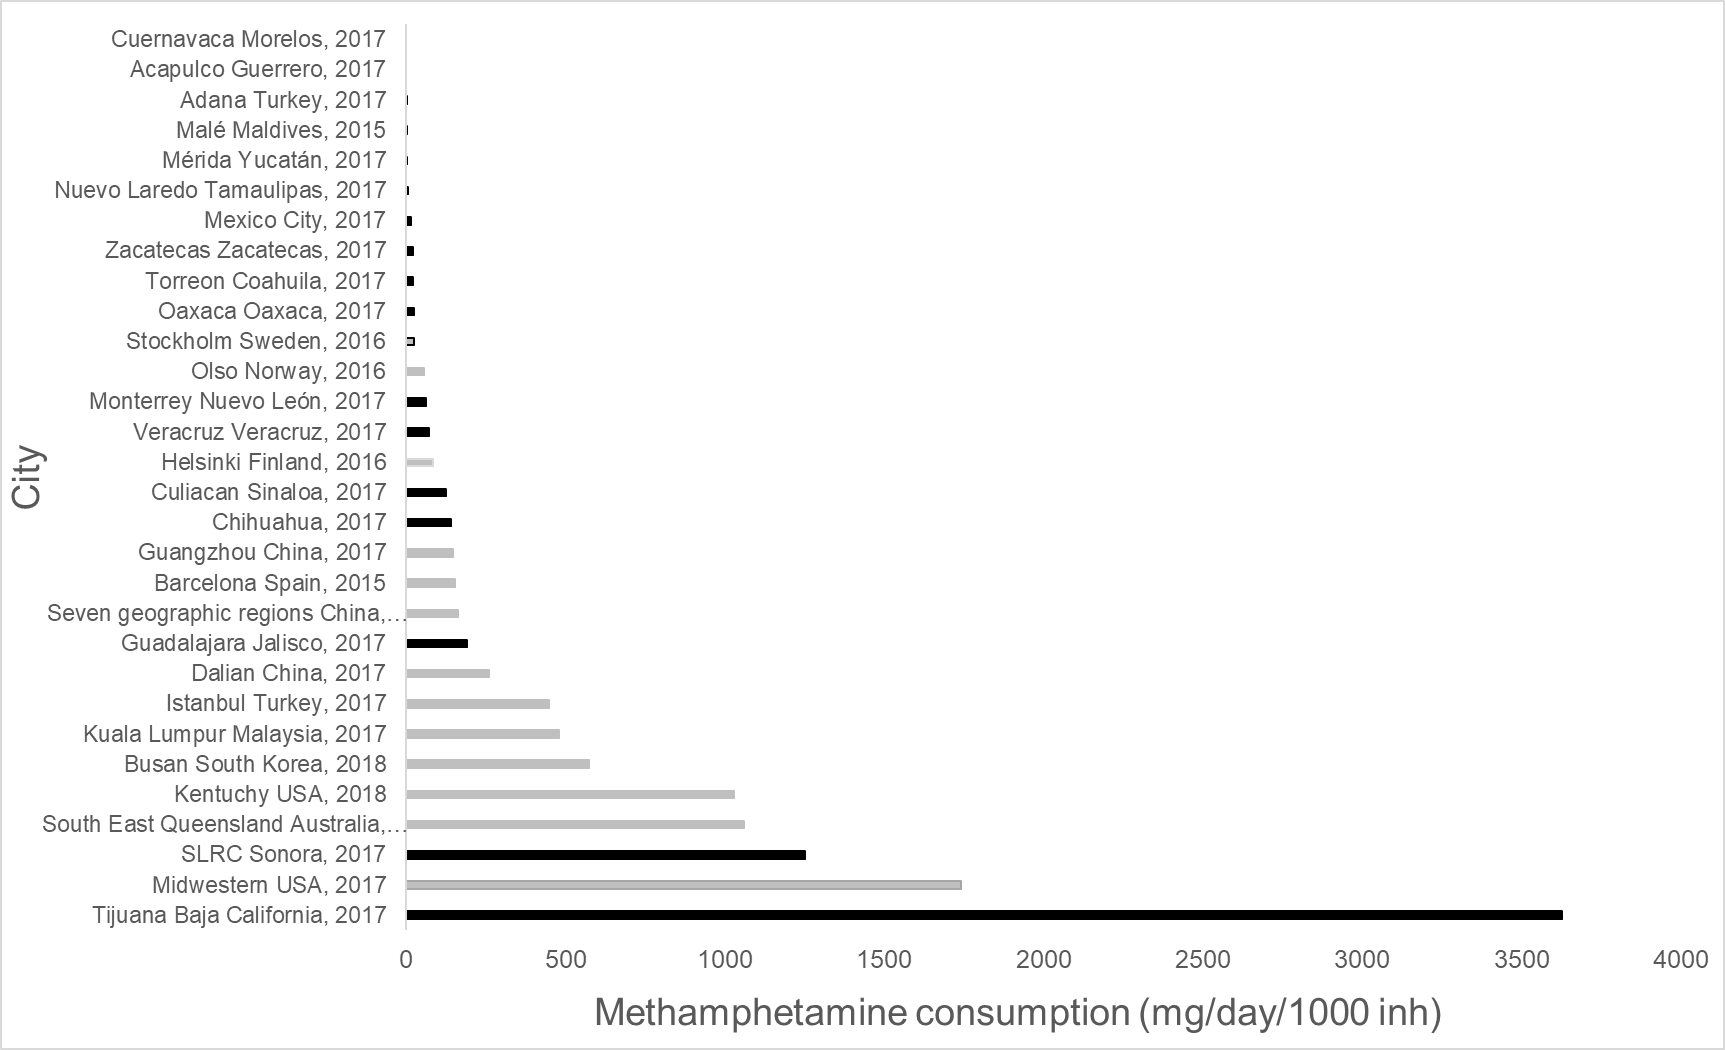 Cuernavaca Morelos, 2017
Acapulco Guerrero, 2017
Adana Turkey, 2017
Malé Maldives, 2015
Mérida Yucatán, 2017
Nuevo Laredo Tamaulipas, 2017
Mexico City, 2017
Zacatecas Zacatecas, 2017
Torreon Coahuila, 2017
Oaxaca Oaxaca, 2017
Stockholm Sweden, 2016
Olso Norway, 2016
Monterrey Nuevo León, 2017
Veracruz Veracruz, 2017
Helsinki Finland, 2016
Culiacan Sinaloa, 2017
Chihuahua, 2017
Guangzhou China, 2017
Barcelona Spain, 2015
Seven geographic regions China,…
Guadalajara Jalisco, 2017
Dalian China, 2017
Istanbul Turkey, 2017
Kuala Lumpur Malaysia, 2017
Busan South Korea, 2018
Kentuchy USA, 2018
South East Queensland Australia,…
SLRC Sonora, 2017
Midwestern USA, 2017
Tijuana Baja California, 2017
City
0 500 1000 1500 2000 2500 3000 3500 4000
Methamphetamine consumption (mg/day/1000 inh)